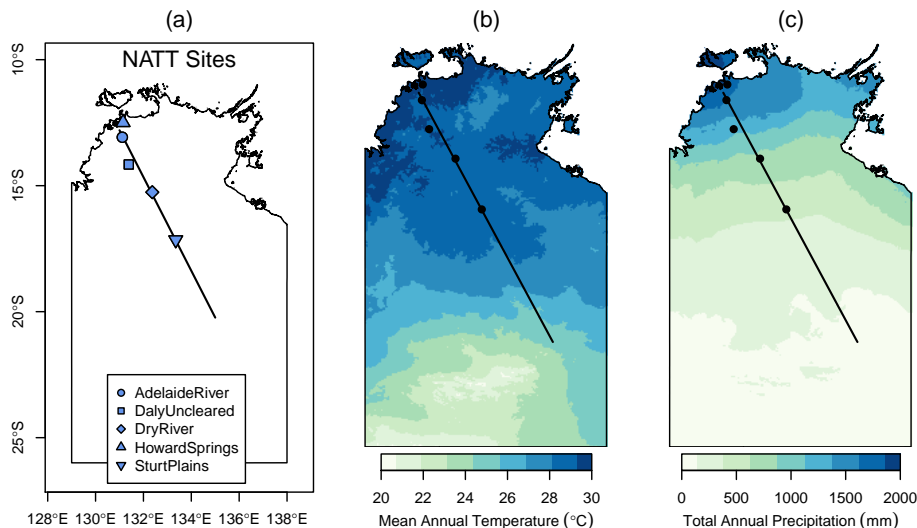 (a)
NATT Sites
10°S
15°S
20°S
25°S
AdelaideRiver
DalyUncleared
DryRiver
HowardSprings
SturtPlains
128°E 130°E 132°E 134°E 136°E 138°E
(b)
20 22 24 26 28 30
Mean Annual Temperature (°C)
(c)
0 500 1000 1500 2000
Total Annual Precipitation (mm)